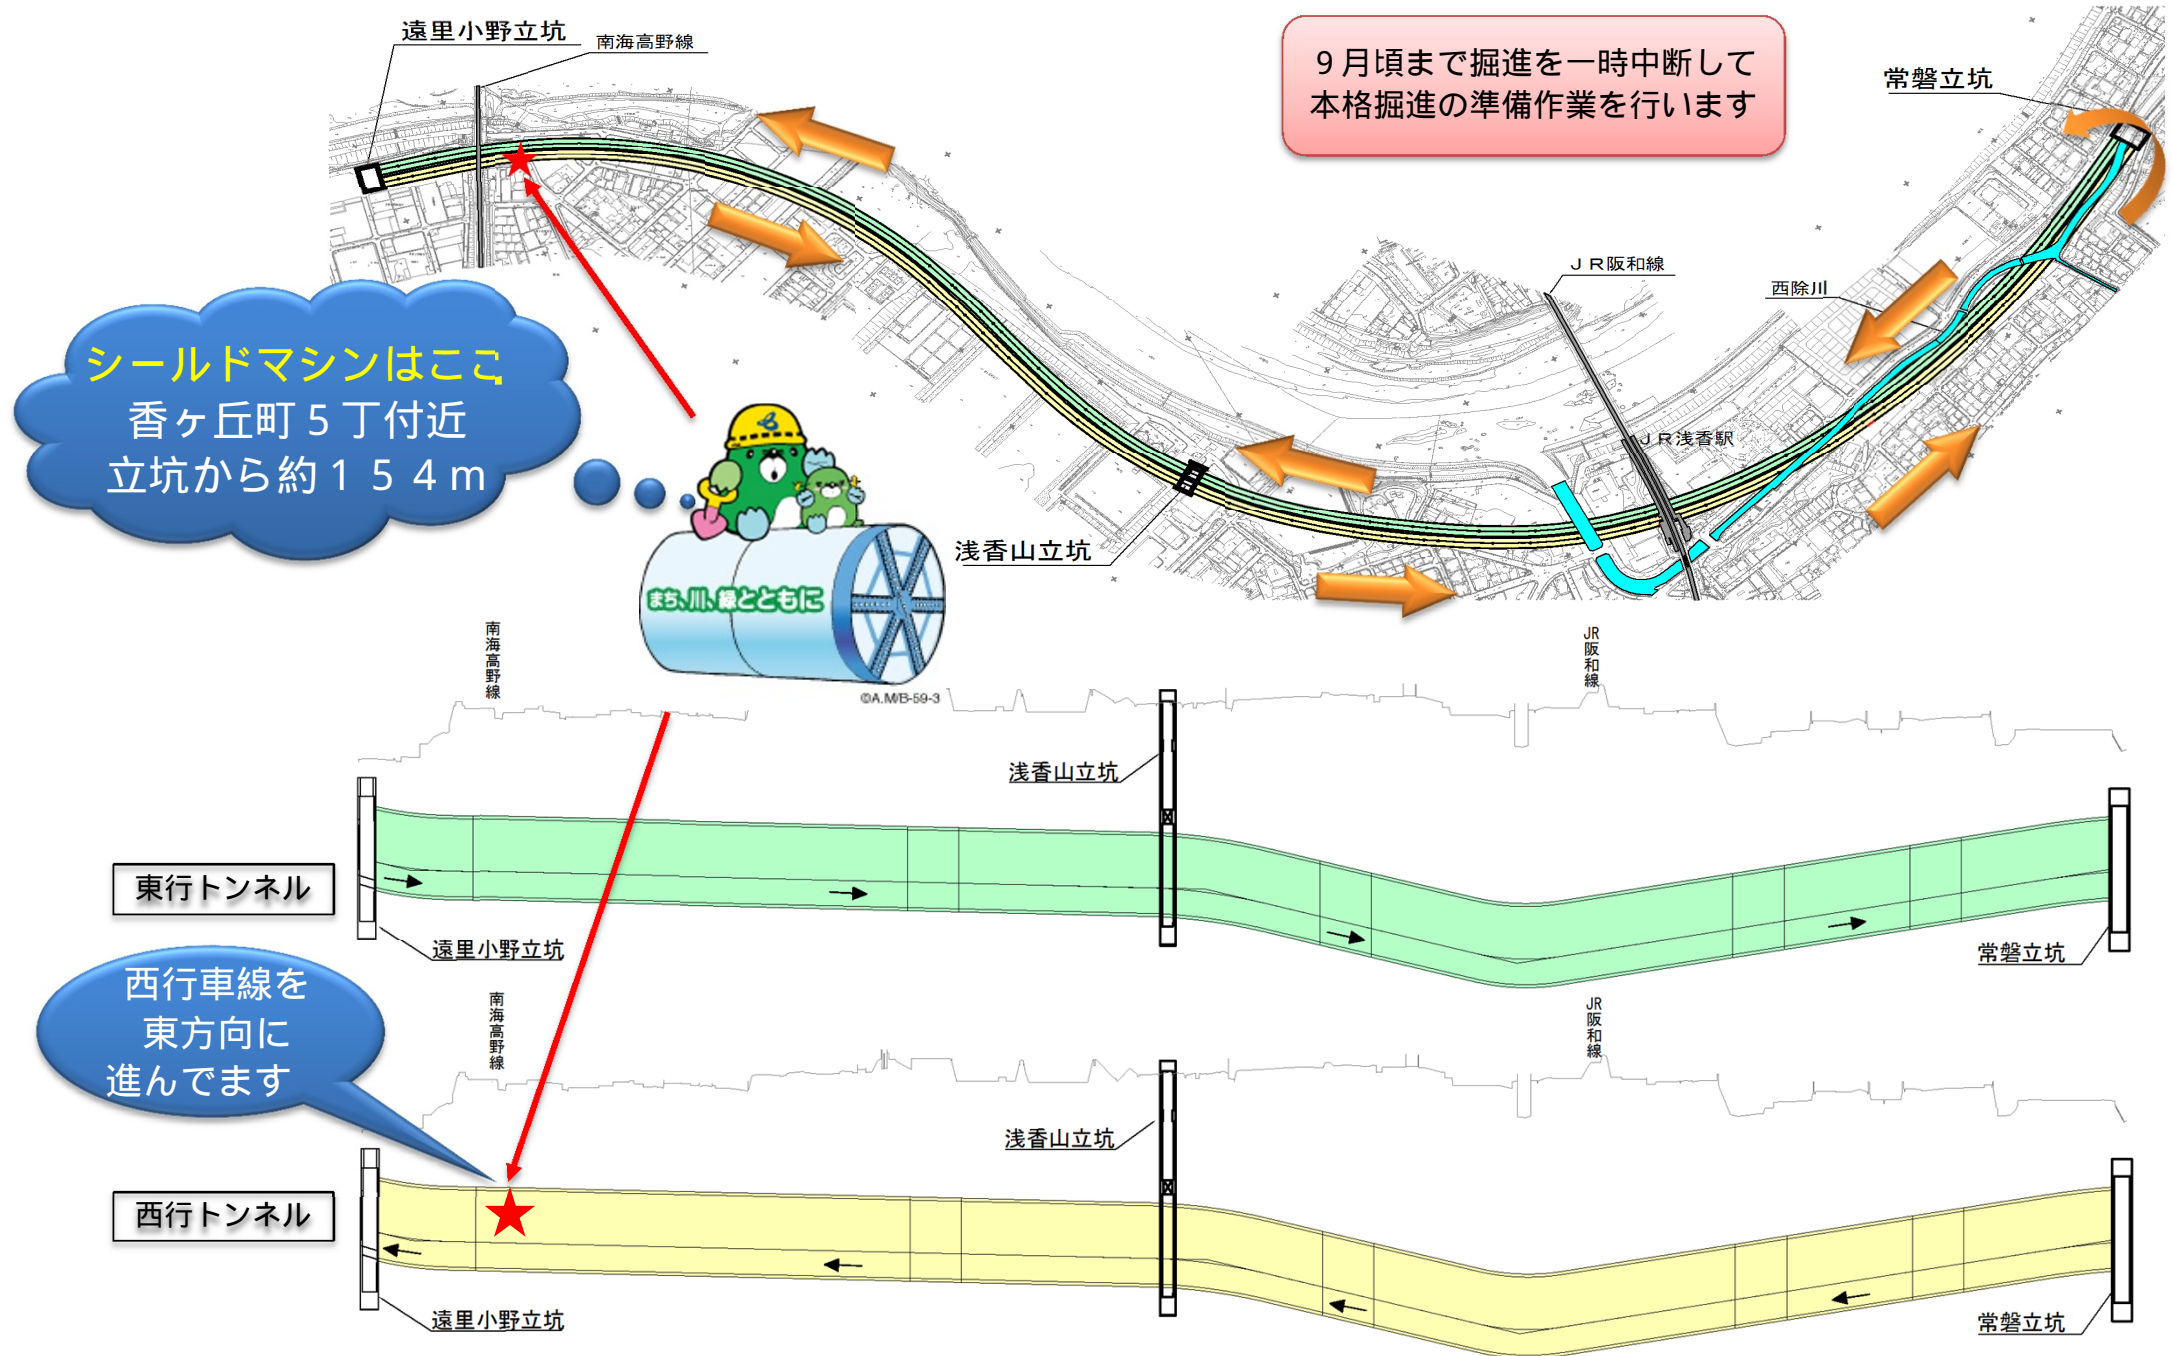 遠里小野立坑
南海高野線
9月頃まで掘進を一時中断して
本格掘進の準備作業を行います
常磐立坑
JR阪和線
西除川
シールドマシンはここ
香ヶ丘町5丁付近
立坑から約154m
JR浅香駅
浅香山立坑
まち、川、緑とともに
©A.M/B-59-3
南海高野線
JR阪和線
浅香山立坑
東行トンネル
遠里小野立坑
常磐立坑
西行車線を
東方向に
進んでます
南海高野線
JR阪和線
浅香山立坑
西行トンネル
遠里小野立坑
常磐立坑